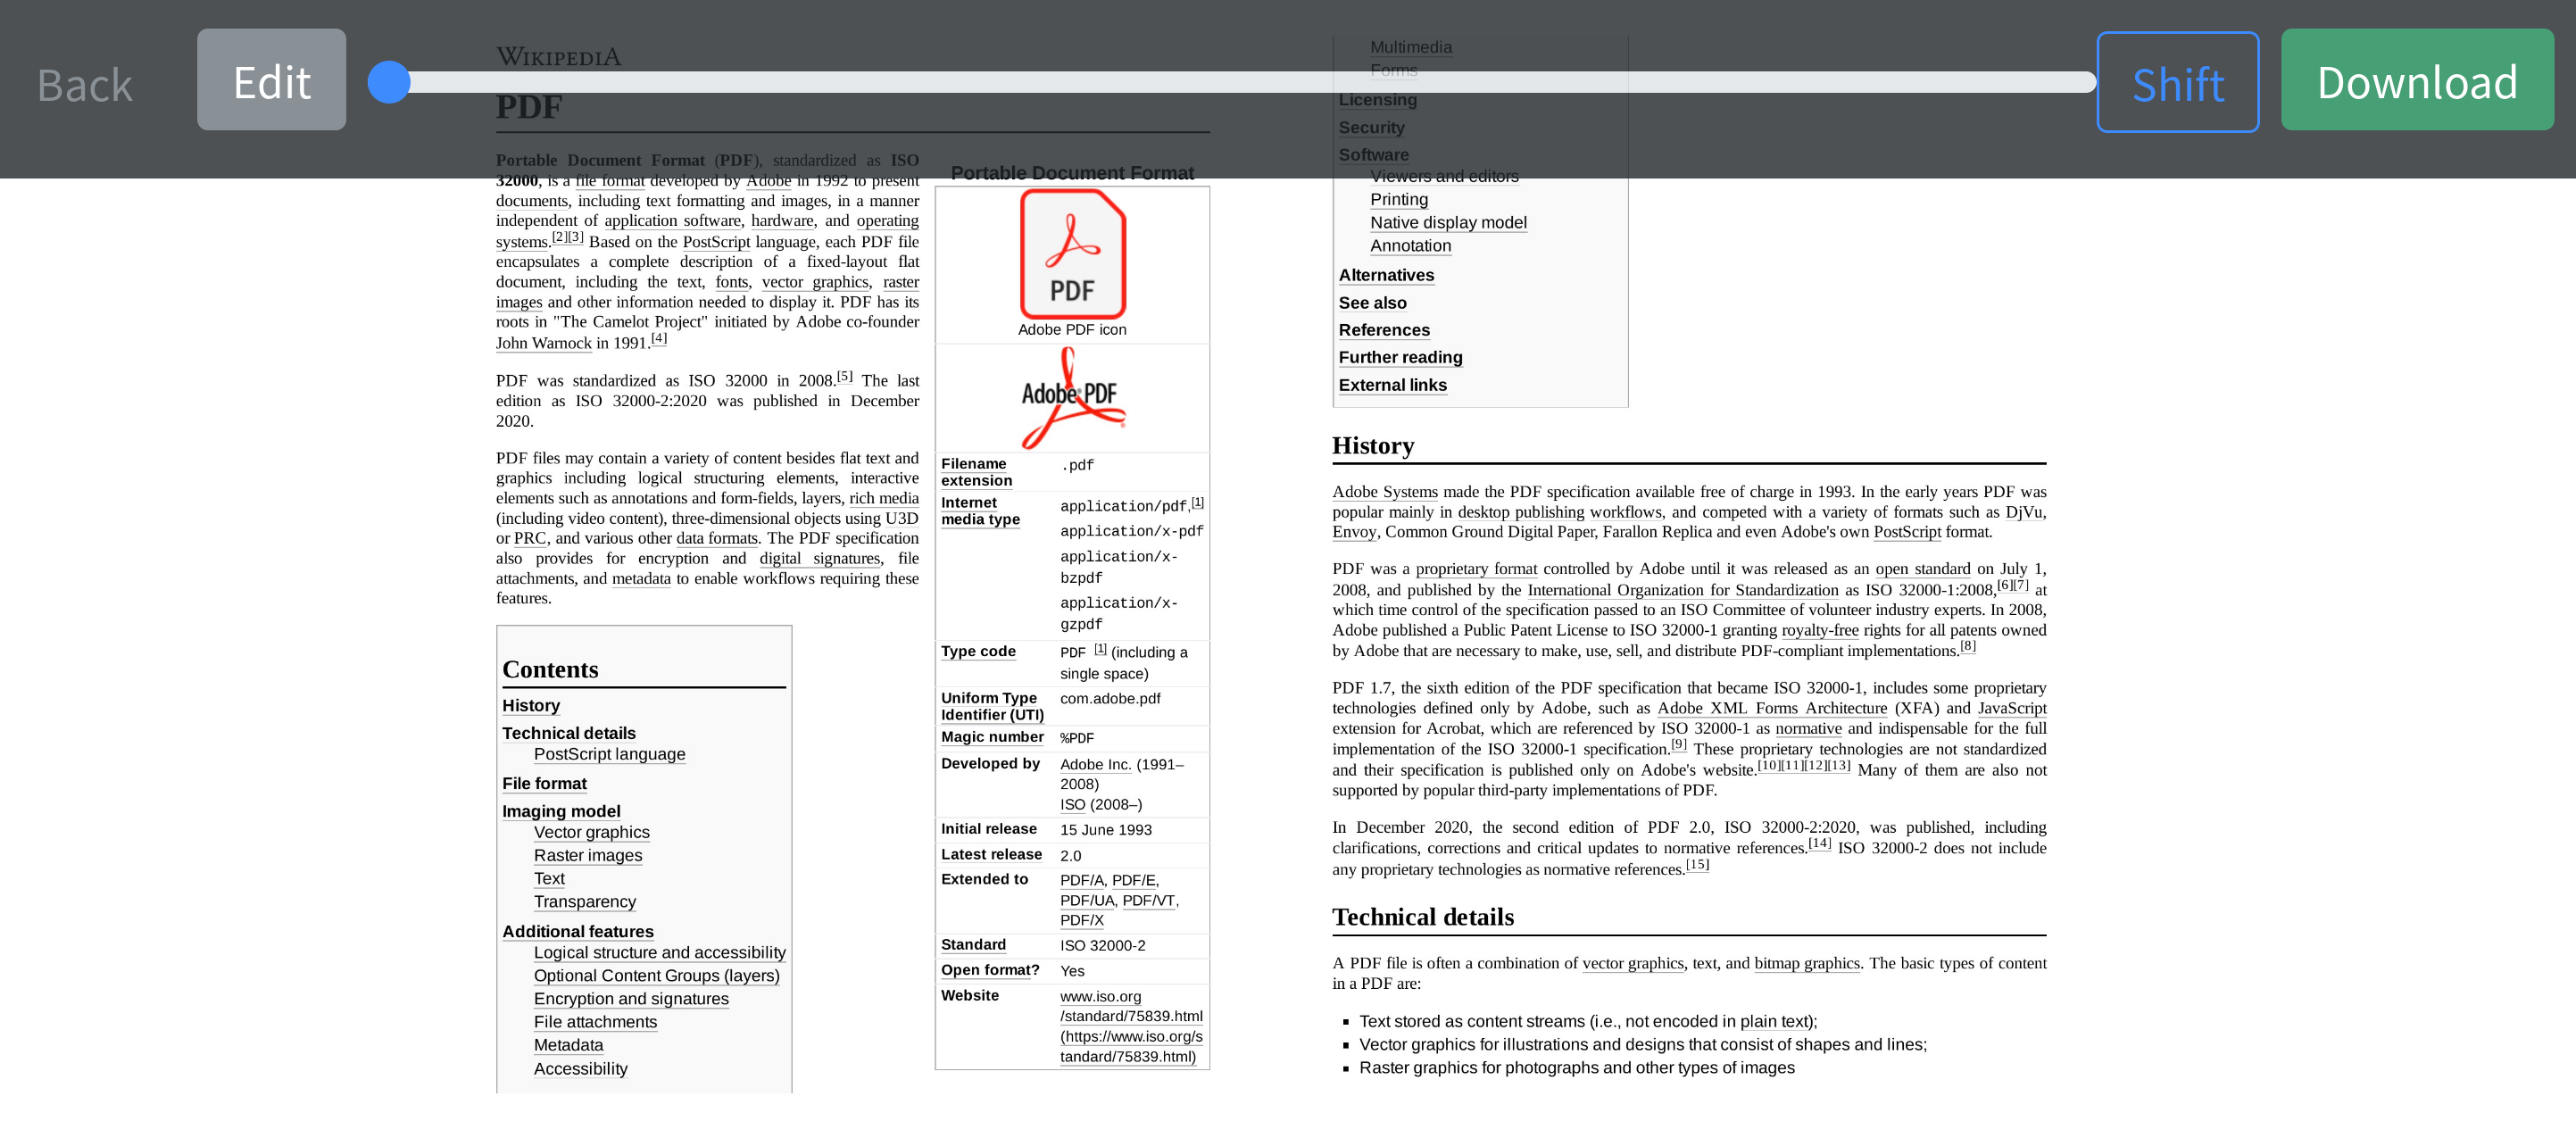 Back
Edit
Shift
Download
WIKIPEDIA
PDF
Portable Document Format (PDF), standardized as ISO
32000, is a file format developed by Adobe in 1992 to present
documents, including text formatting and images, in a manner
independent of application software, hardware, and operating
systems.[2][3] Based on the PostScript language, each PDF file
encapsulates a complete description of a fixed-layout flat
document, including the text, fonts, vector graphics, raster
images and other information needed to display it. PDF has its
roots in "The Camelot Project" initiated by Adobe co-founder
John Warnock in 1991.[4]
PDF was standardized as ISO 32000 in 2008.[5] The last
edition as ISO 32000-2:2020 was published in December
2020.
PDF files may contain a variety of content besides flat text and
graphics including logical structuring elements, interactive
elements such as annotations and form-fields, layers, rich media
(including video content), three-dimensional objects using U3D
or PRC, and various other data formats. The PDF specification
also provides for encryption and digital signatures, file
attachments, and metadata to enable workflows requiring these
features.
Contents
History
Technical details
PostScript language
File format
Imaging model
Vector graphics
Raster images
Text
Transparency
Additional features
Logical structure and accessibility
Optional Content Groups (layers)
Encryption and signatures
File attachments
Metadata
Accessibility
Portable Document Format
PDF
Adobe PDF icon
Adobe® PDF
Filename extension .pdf
Internet media type application/pdf,[1]
application/x-pdf
application/x-
bzpdf
application/x-
gzpdf
Type code PDF [1] (including a
single space)
Uniform Type Identifier (UTI) com.adobe.pdf
Magic number %PDF
Developed by Adobe Inc. (1991–
2008)
ISO (2008–)
Initial release 15 June 1993
Latest release 2.0
Extended to PDF/A, PDF/E,
PDF/UA, PDF/VT,
PDF/X
Standard ISO 32000-2
Open format? Yes
Website www.iso.org
/standard/75839.html
(https://www.iso.org/s
tandard/75839.html)
Multimedia
Forms
Licensing
Security
Software
Viewers and editors
Printing
Native display model
Annotation
Alternatives
See also
References
Further reading
External links
History
Adobe Systems made the PDF specification available free of charge in 1993. In the early years PDF was
popular mainly in desktop publishing workflows, and competed with a variety of formats such as DjVu,
Envoy, Common Ground Digital Paper, Farallon Replica and even Adobe's own PostScript format.
PDF was a proprietary format controlled by Adobe until it was released as an open standard on July 1,
2008, and published by the International Organization for Standardization as ISO 32000-1:2008,[6][7] at
which time control of the specification passed to an ISO Committee of volunteer industry experts. In 2008,
Adobe published a Public Patent License to ISO 32000-1 granting royalty-free rights for all patents owned
by Adobe that are necessary to make, use, sell, and distribute PDF-compliant implementations.[8]
PDF 1.7, the sixth edition of the PDF specification that became ISO 32000-1, includes some proprietary
technologies defined only by Adobe, such as Adobe XML Forms Architecture (XFA) and JavaScript
extension for Acrobat, which are referenced by ISO 32000-1 as normative and indispensable for the full
implementation of the ISO 32000-1 specification.[9] These proprietary technologies are not standardized
and their specification is published only on Adobe's website.[10][11][12][13] Many of them are also not
supported by popular third-party implementations of PDF.
In December 2020, the second edition of PDF 2.0, ISO 32000-2:2020, was published, including
clarifications, corrections and critical updates to normative references.[14] ISO 32000-2 does not include
any proprietary technologies as normative references.[15]
Technical details
A PDF file is often a combination of vector graphics, text, and bitmap graphics. The basic types of content
in a PDF are:
▪ Text stored as content streams (i.e., not encoded in plain text);
▪ Vector graphics for illustrations and designs that consist of shapes and lines;
▪ Raster graphics for photographs and other types of images